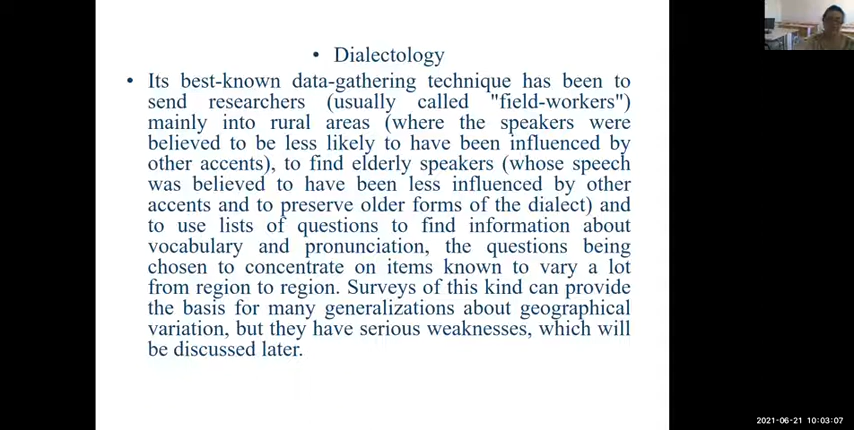 • Dialectology
• Its best-known data-gathering technique has been to
send researchers (usually called "field-workers")
mainly into rural areas (where the speakers were
believed to be less likely to have been influenced by
other accents), to find elderly speakers (whose speech
was believed to have been less influenced by other
accents and to preserve older forms of the dialect) and
to use lists of questions to find information about
vocabulary and pronunciation, the questions being
chosen to concentrate on items known to vary a lot
from region to region. Surveys of this kind can provide
the basis for many generalizations about geographical
variation, but they have serious weaknesses, which will
be discussed later.
2021-06-21 10:03:07